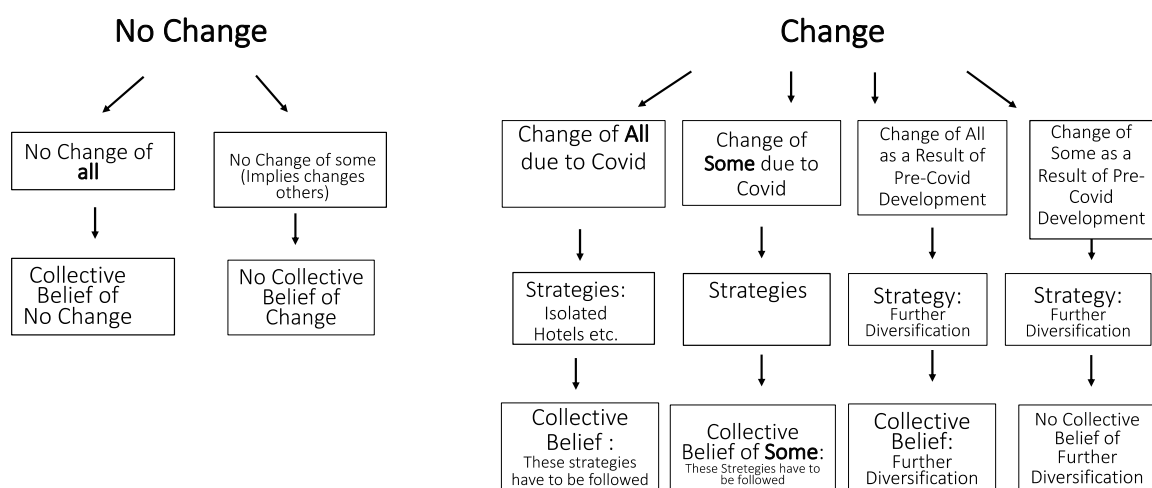 No Change
No Change of
all
Collective
Belief of
No Change
No Change of some
(Implies changes
others)
No Collective
Belief of
Change
Change
Change of All
due to Covid
Strategies:
Isolated
Hotels etc.
Collective
Belief :
These strategies
have to be followed
Change of
Some due to
Covid
Strategies
Collective
Belief of Some:
These Stretegies have to
be followed
Change of All
as a Result of
Pre-Covid
Development
Strategy:
Further
Diversification
Collective
Belief:
Further
Diversification
Change of
Some as a
Result of Pre-
Covid
Development
Strategy:
Further
Diversification
No Collective
Belief of
Further
Diversification